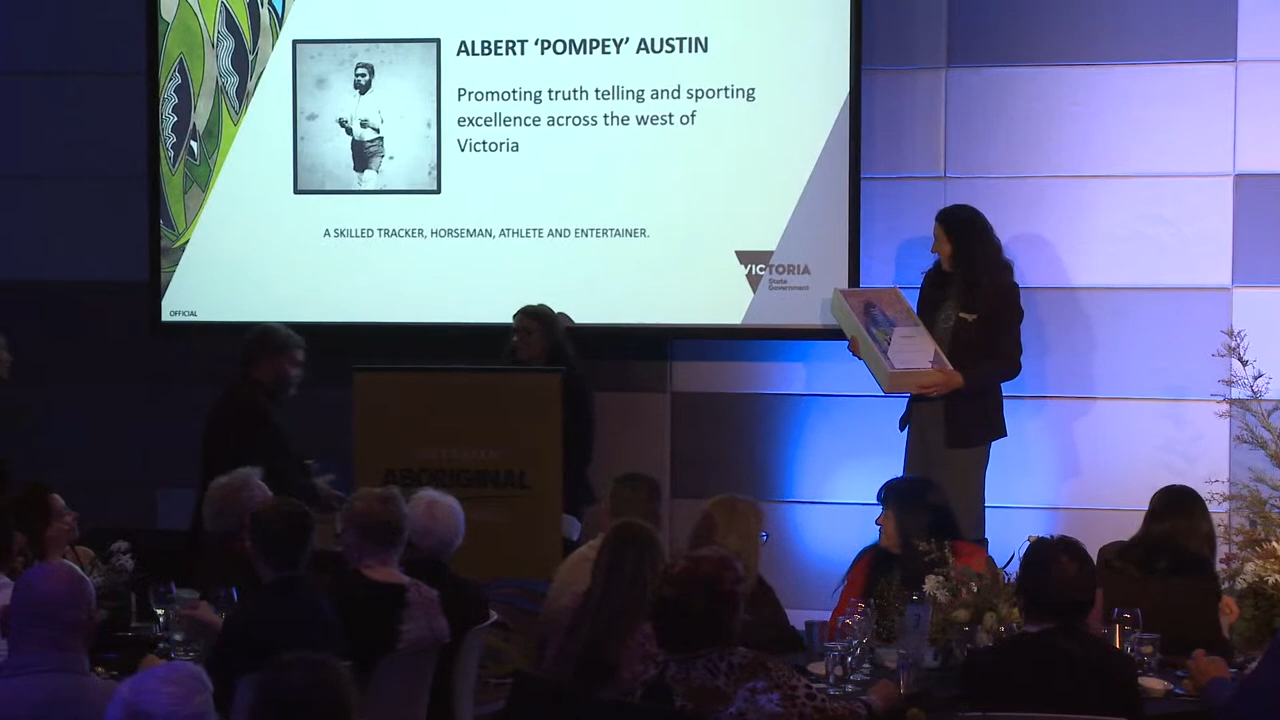 ALBERT ‘POMPEY’ AUSTIN
Promoting truth telling and sporting
excellence across the west of
Victoria
A SKILLED TRACKER, HORSEMAN, ATHLETE AND ENTERTAINER.
VICTORIA
State
Government
OFFICIAL
ABORIGINAL
3